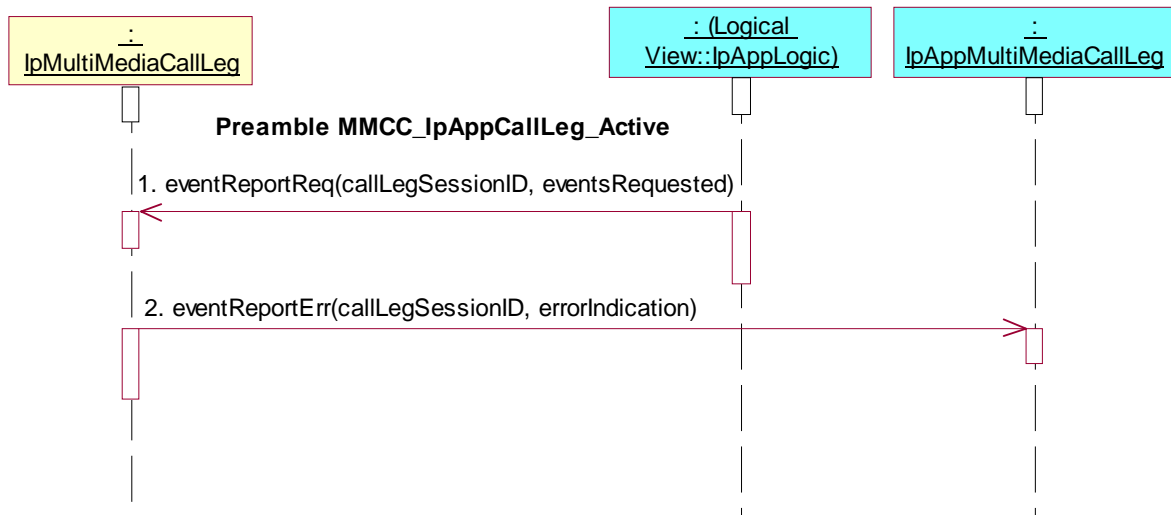 :
IpMultiMediaCallLeg
: (Logical
View::IpAppLogic)
:
IpAppMultiMediaCallLeg
Preamble MMCC_IpAppCallLeg_Active
1. eventReportReq(callLegSessionID, eventsRequested)
2. eventReportErr(callLegSessionID, errorIndication)